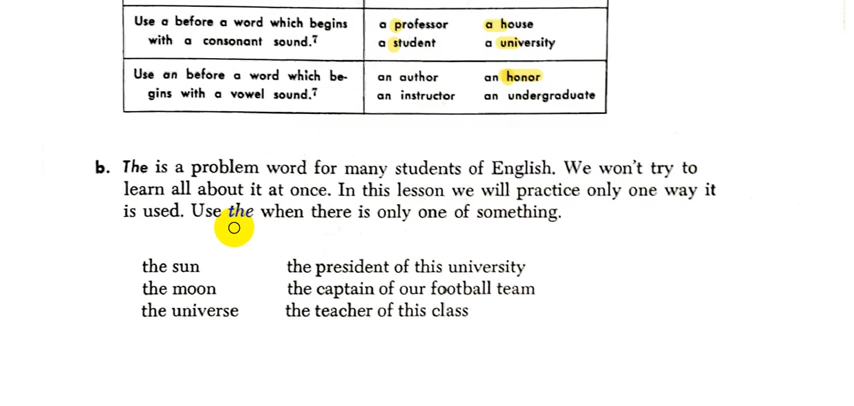 Use a before a word which begins
with a consonant sound.⁷
a professor
a student
a house
a university
Use an before a word which be-
gins with a vowel sound.⁷
an author
an instructor
an honor
an undergraduate
b. The is a problem word for many students of English. We won't try to
learn all about it at once. In this lesson we will practice only one way it
is used. Use the when there is only one of something.
the sun
the moon
the universe
the president of this university
the captain of our football team
the teacher of this class